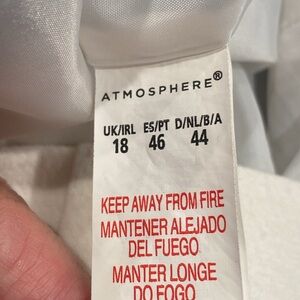 ATMOSPHERE®
UK/IRL ES/PT D/NL/B/A
18 46 44
KEEP AWAY FROM FIRE
MANTENER ALEJADO
DEL FUEGO
MANTER LONGE
DO FOGO